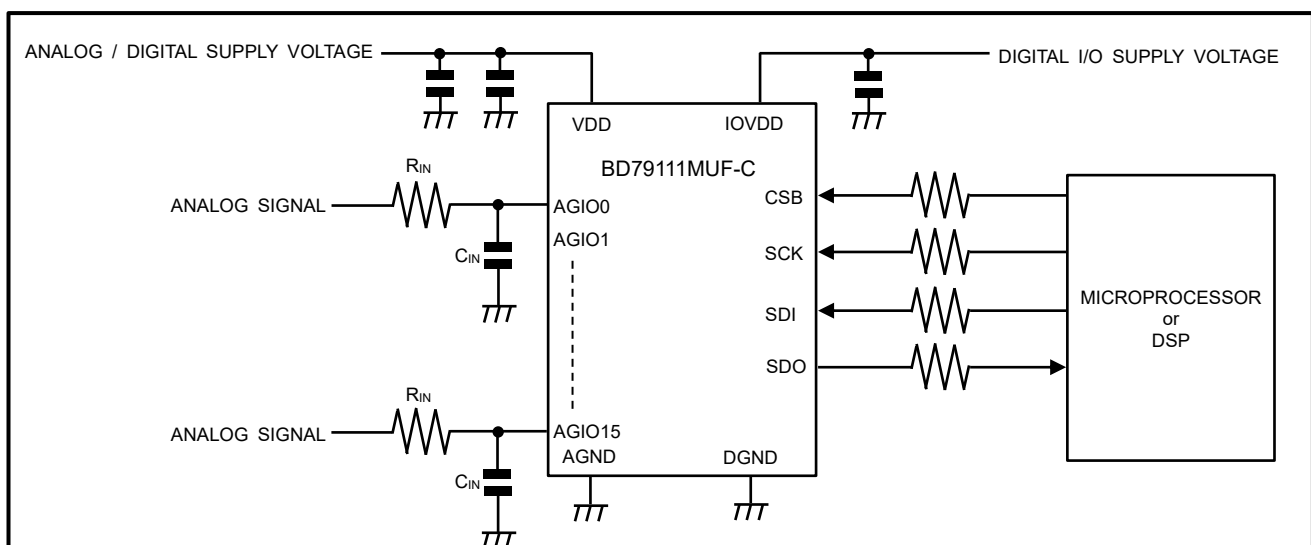 ANALOG / DIGITAL SUPPLY VOLTAGE
DIGITAL I/O SUPPLY VOLTAGE
VDD
IOVDD
BD79111MUF-C
RIN
ANALOG SIGNAL
AGIO0
CIN
AGIO1
CSB
SCK
SDI
SDO
MICROPROCESSOR
or
DSP
RIN
ANALOG SIGNAL
AGIO15
CIN
AGND
DGND